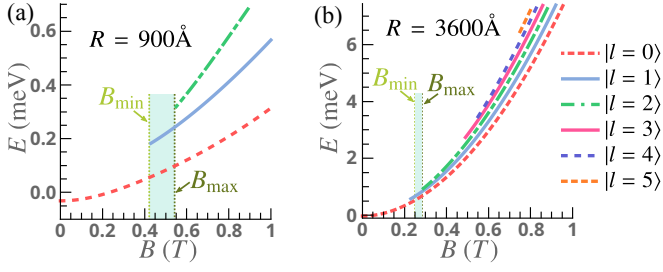 (a)
R = 900Å
E (meV)
0.6
0.4
0.2
0.0
B_min
B_max
0 0.2 0.4 0.6 0.8 1
B (T)
(b)
R = 3600Å
E (meV)
6
4
2
0
B_min
B_max
0 0.2 0.4 0.6 0.8 1
B (T)
|l = 0⟩
|l = 1⟩
|l = 2⟩
|l = 3⟩
|l = 4⟩
|l = 5⟩